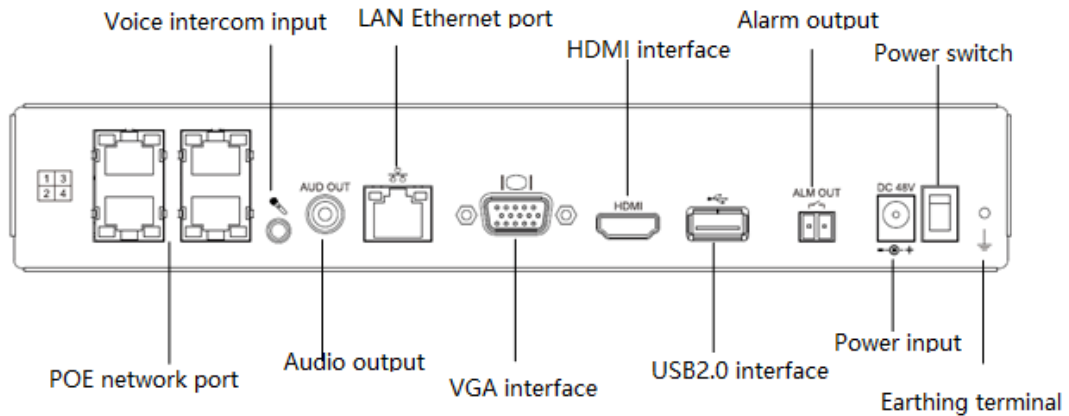 Voice intercom input
LAN Ethernet port
HDMI interface
Alarm output
Power switch
1 3
2 4
AUD OUT
HDMI
ALM OUT
DC 48V
POE network port
Audio output
VGA interface
USB2.0 interface
Power input
Earthing terminal